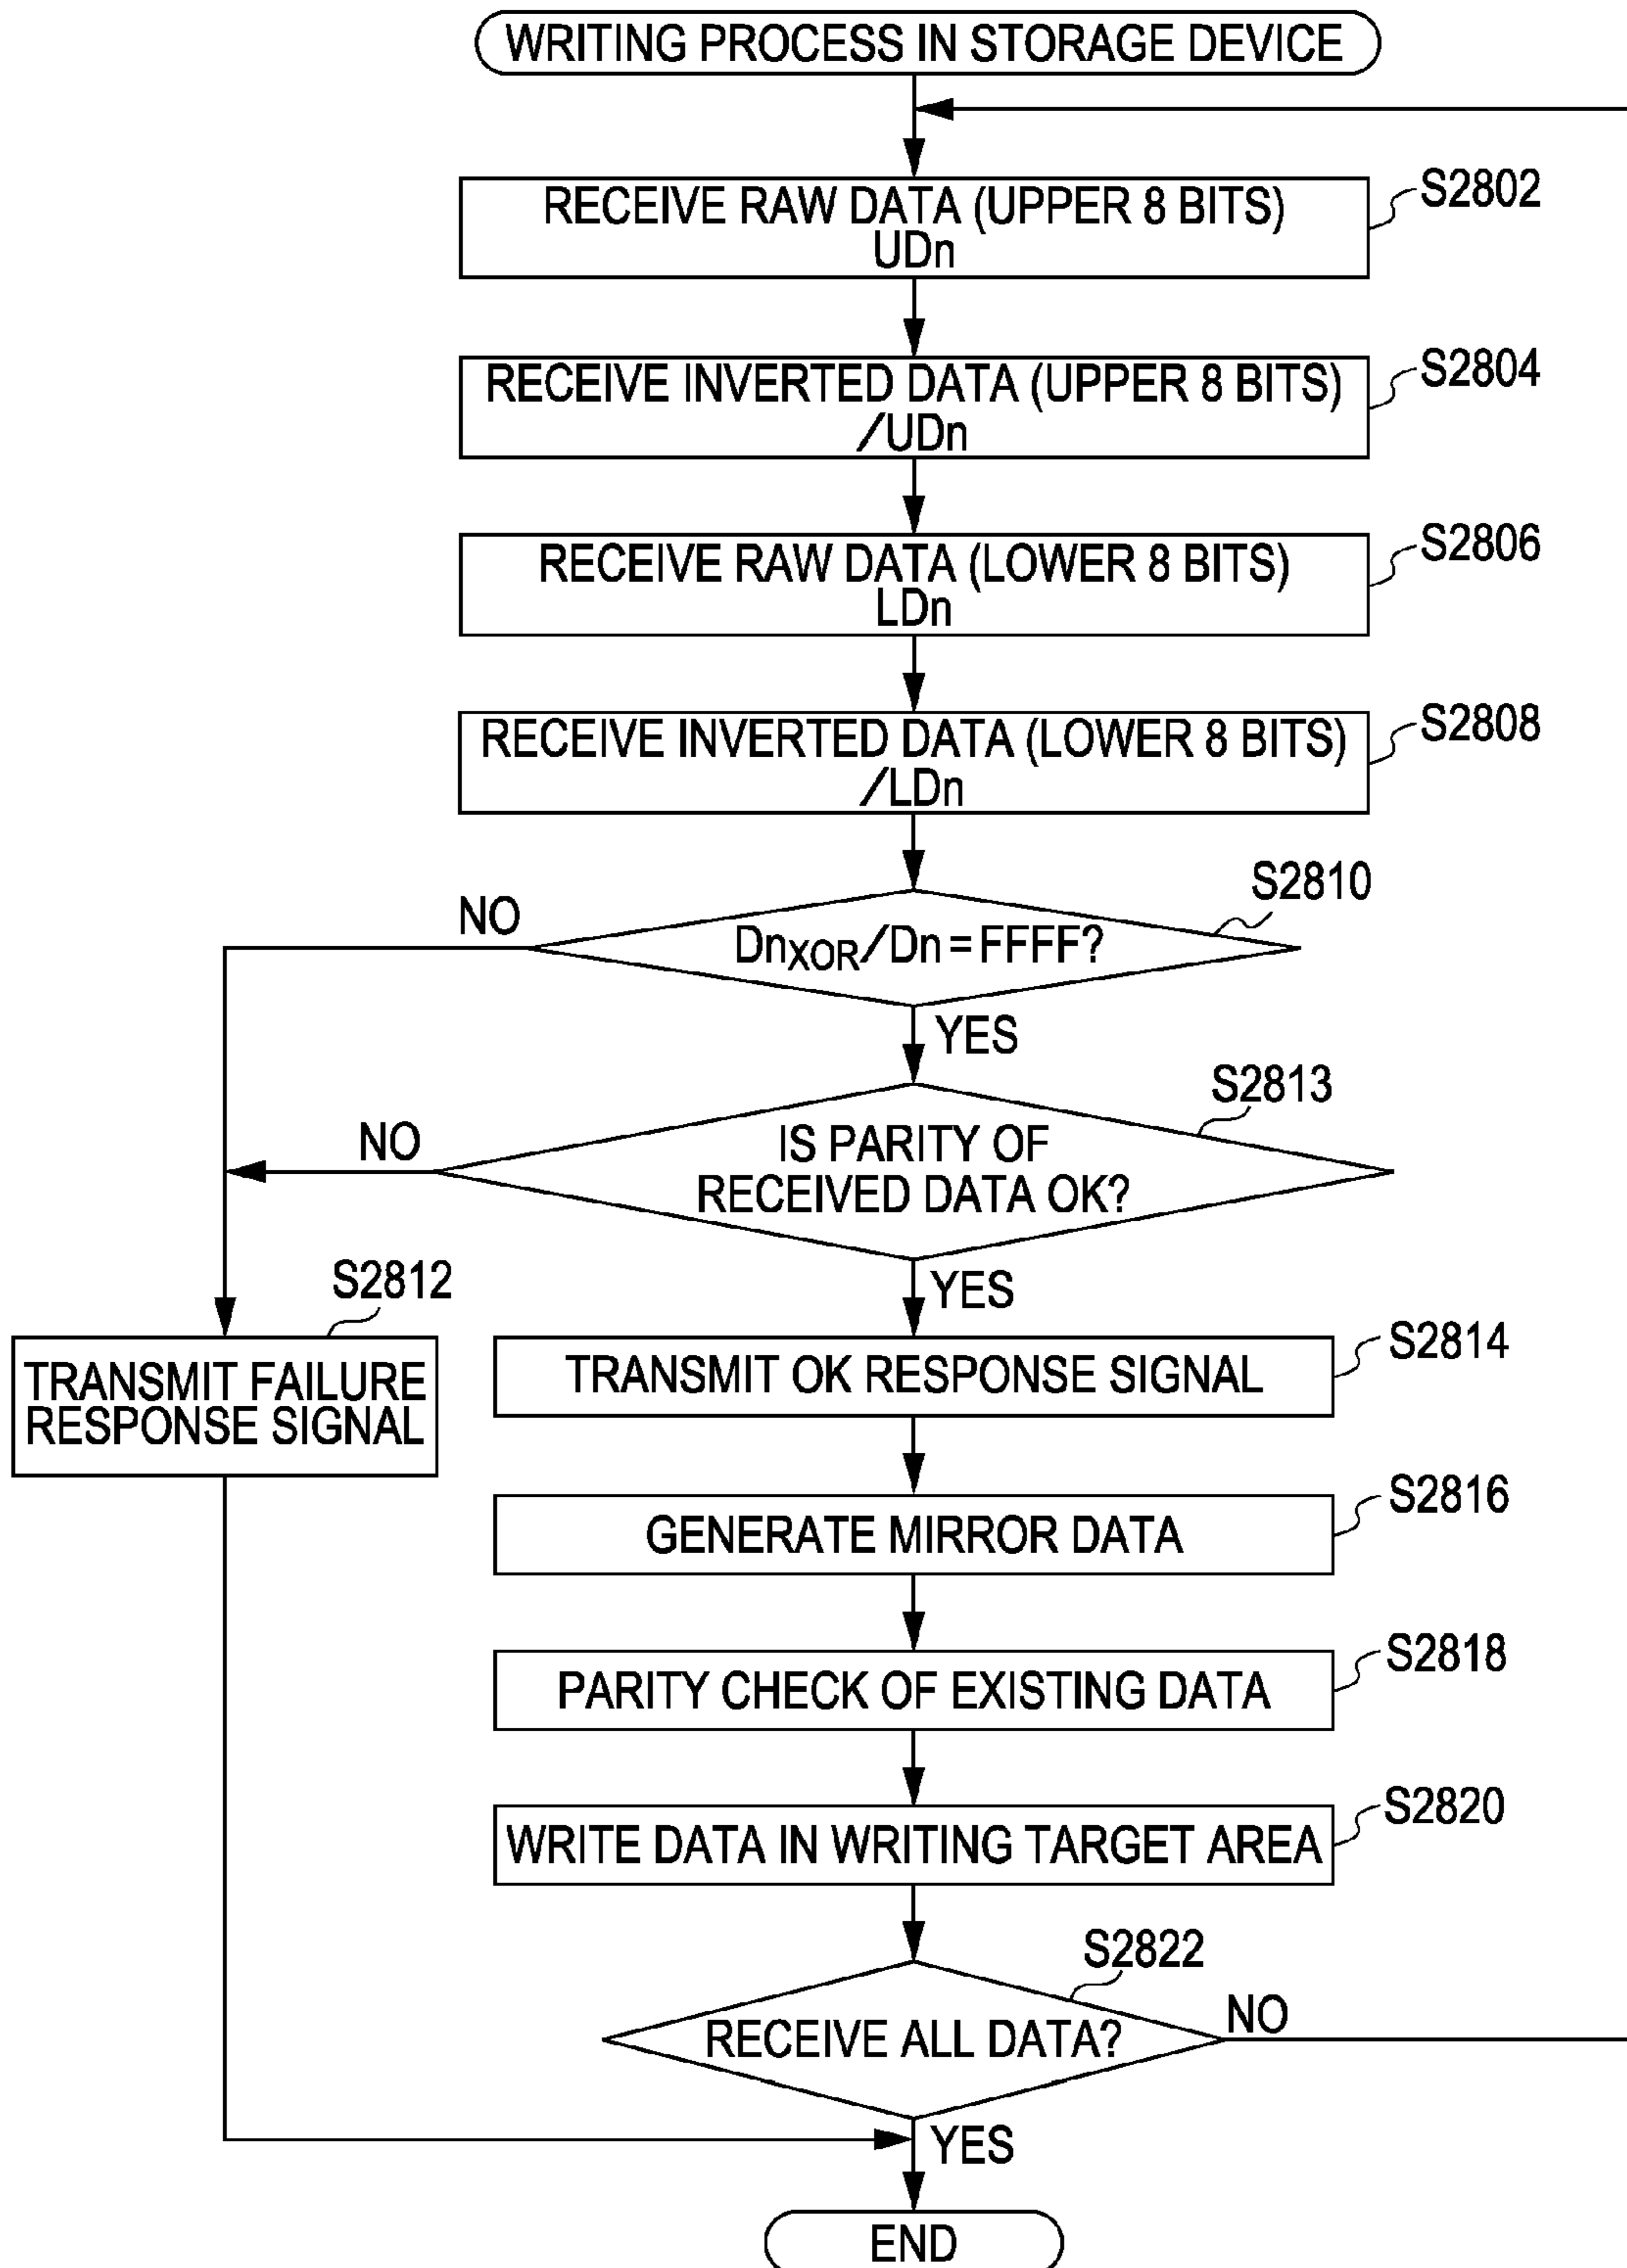 WRITING PROCESS IN STORAGE DEVICE
RECEIVE RAW DATA (UPPER 8 BITS)
UDn
S2802
RECEIVE INVERTED DATA (UPPER 8 BITS)
/UDn
S2804
RECEIVE RAW DATA (LOWER 8 BITS)
LDn
S2806
RECEIVE INVERTED DATA (LOWER 8 BITS)
/LDn
S2808
S2810
NO
DnXOR/Dn=FFFF?
YES
S2813
NO
IS PARITY OF
RECEIVED DATA OK?
YES
S2812
TRANSMIT FAILURE
RESPONSE SIGNAL
TRANSMIT OK RESPONSE SIGNAL
S2814
GENERATE MIRROR DATA
S2816
PARITY CHECK OF EXISTING DATA
S2818
WRITE DATA IN WRITING TARGET AREA
S2820
S2822
RECEIVE ALL DATA?
NO
YES
END